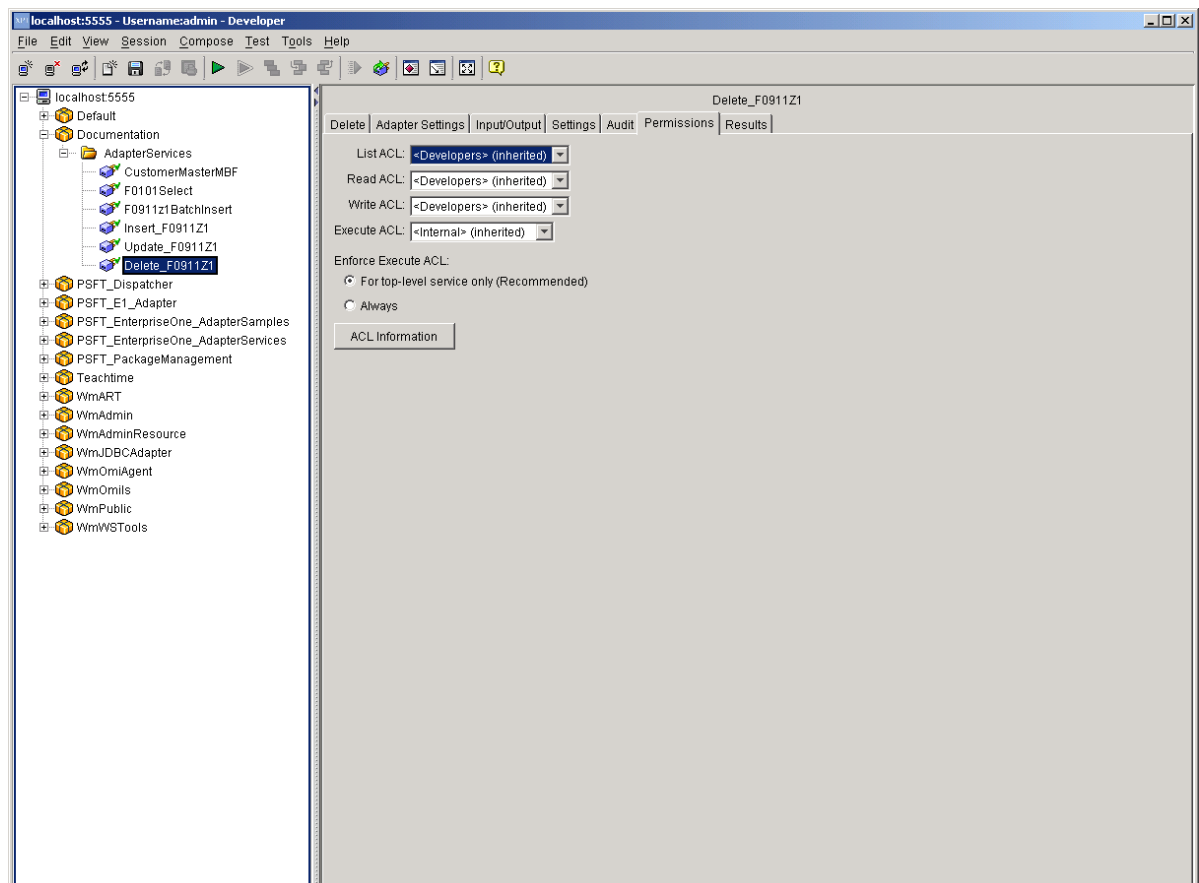 localhost:5555 - Username:admin - Developer
File Edit View Session Compose Test Tools Help
localhost:5555
Default
Documentation
AdapterServices
CustomerMasterMBF
F0101Select
F0911z1BatchInsert
Insert_F0911Z1
Update_F0911Z1
Delete_F0911Z1
PSFT_Dispatcher
PSFT_E1_Adapter
PSFT_EnterpriseOne_AdapterSamples
PSFT_EnterpriseOne_AdapterServices
PSFT_PackageManagement
Teachtime
WmART
WmAdmin
WmAdminResource
WmJDBCAdapter
WmOmiAgent
WmOmiIs
WmPublic
WmWSTools
Delete_F0911Z1
Delete Adapter Settings Input/Output Settings Audit Permissions Results
List ACL: <Developers> (inherited)
Read ACL: <Developers> (inherited)
Write ACL: <Developers> (inherited)
Execute ACL: <Internal> (inherited)
Enforce Execute ACL:
For top-level service only (Recommended)
Always
ACL Information